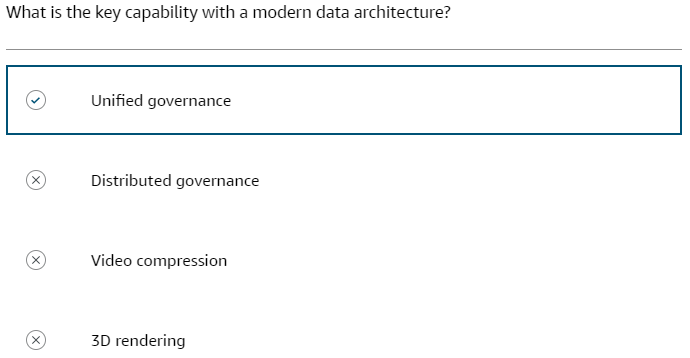 What is the key capability with a modern data architecture?
Unified governance
Distributed governance
Video compression
3D rendering